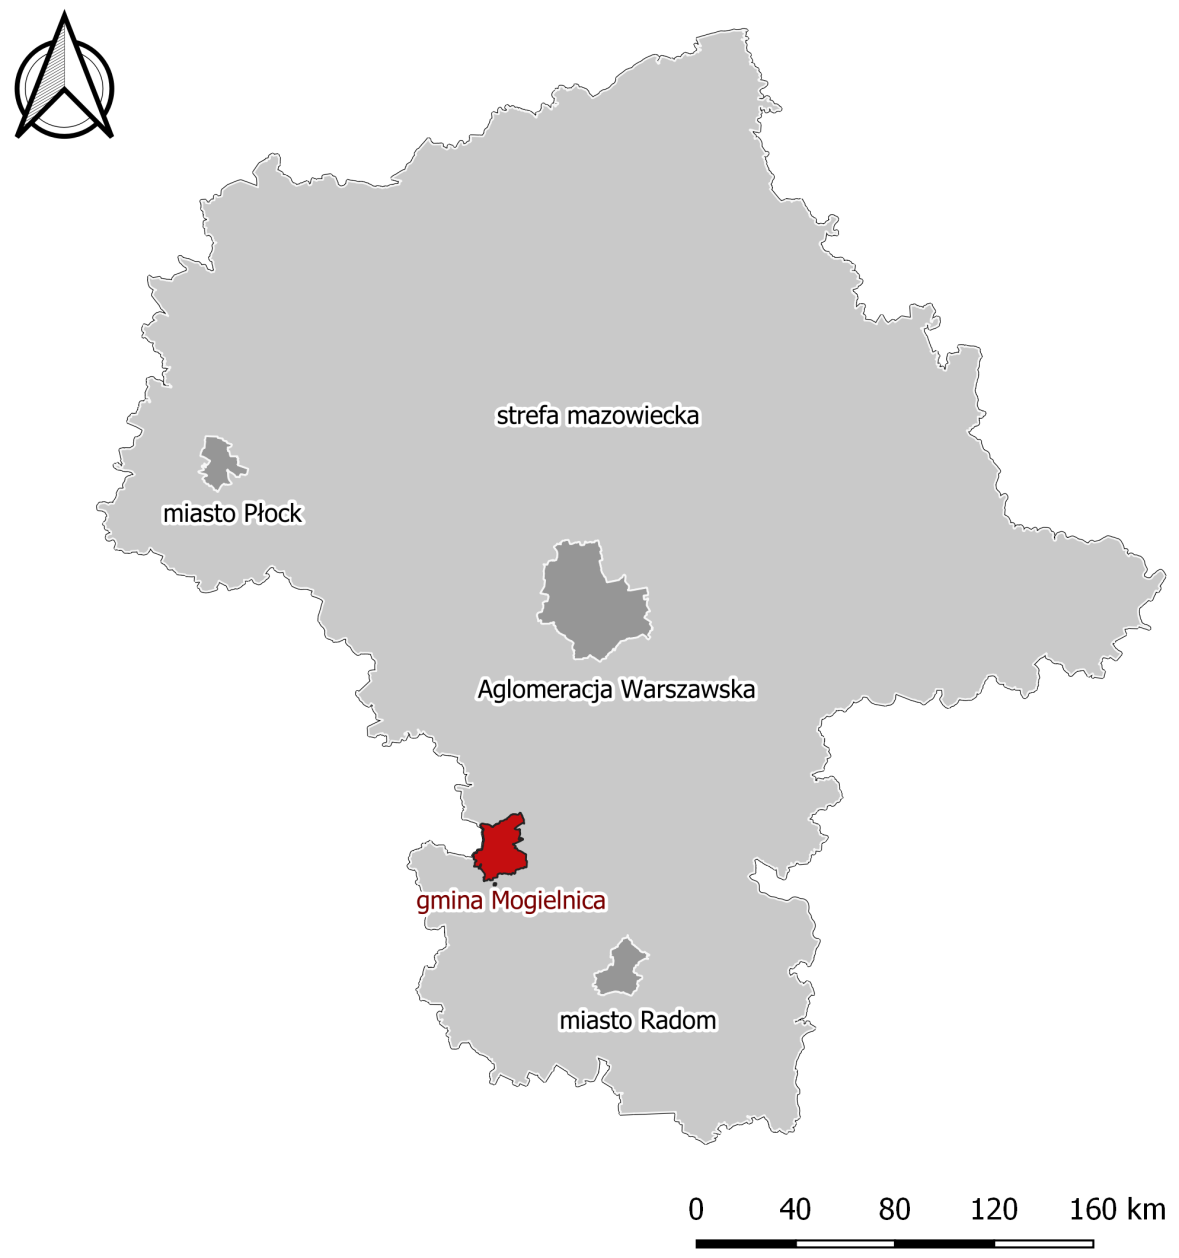 strefa mazowiecka
miasto Płock
Aglomeracja Warszawska
gmina Mogielnica
miasto Radom
0 40 80 120 160 km